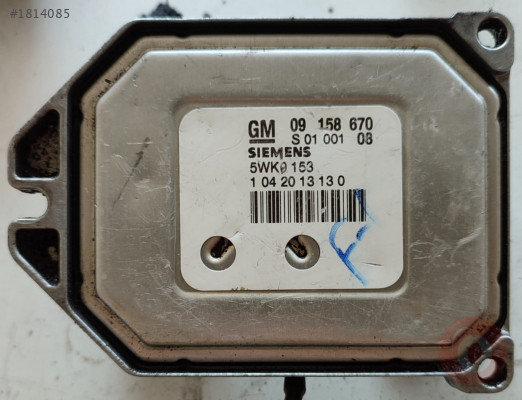 #1814085
GM 09 158 670
S 01 001 08
SIEMENS
5WK9 153
1 04 20 13 13 0